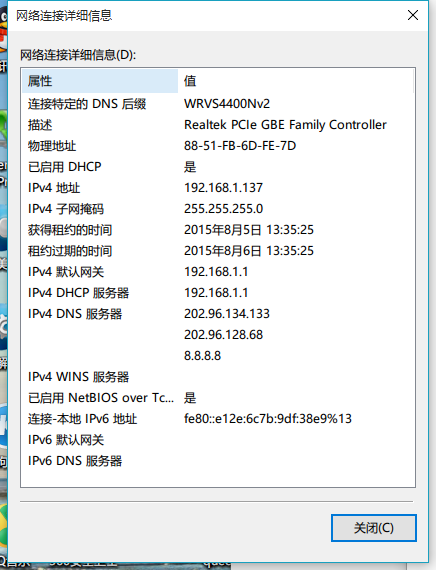 网络连接详细信息
网络连接详细信息(D):
属性 值
连接特定的 DNS 后缀 WRVS4400Nv2
描述 Realtek PCIe GBE Family Controller
物理地址 88-51-FB-6D-FE-7D
已启用 DHCP 是
IPv4 地址 192.168.1.137
IPv4 子网掩码 255.255.255.0
获得租约的时间 2015年8月5日 13:35:25
租约过期的时间 2015年8月6日 13:35:25
IPv4 默认网关 192.168.1.1
IPv4 DHCP 服务器 192.168.1.1
IPv4 DNS 服务器 202.96.134.133
202.96.128.68
8.8.8.8
IPv4 WINS 服务器
已启用 NetBIOS over Tc... 是
连接-本地 IPv6 地址 fe80::e12e:6c7b:9df:38e9%13
IPv6 默认网关
IPv6 DNS 服务器
关闭(C)